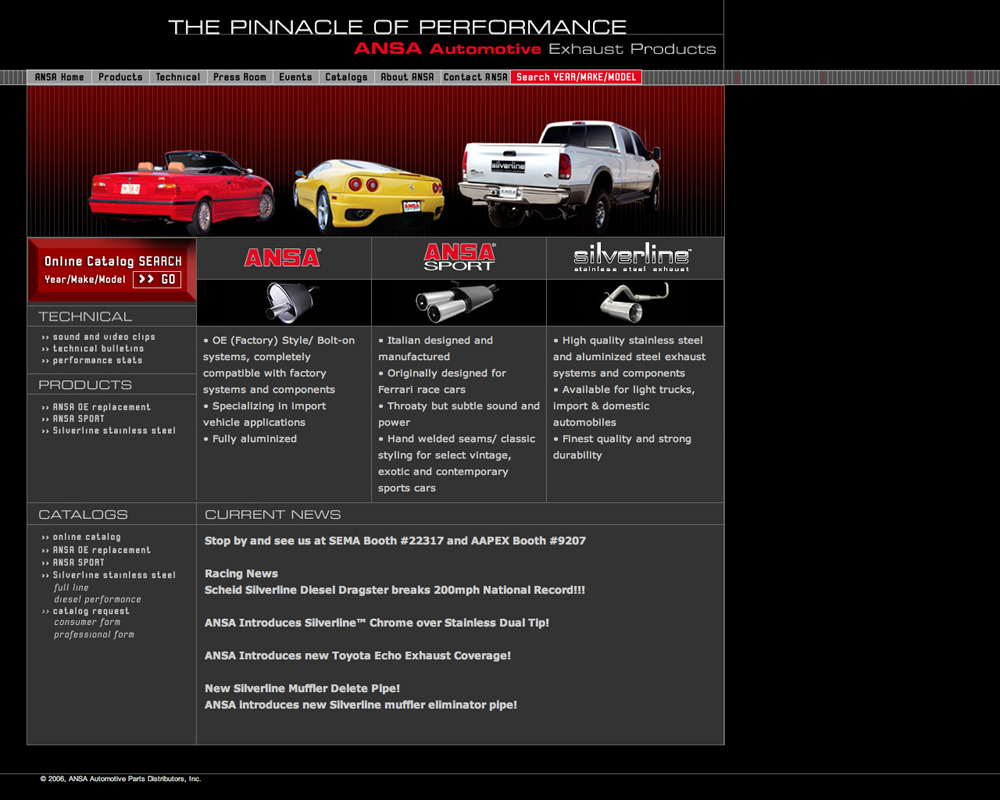 THE PINNACLE OF PERFORMANCE
ANSA Automotive Exhaust Products
ANSA Home Products Technical Press Room Events Catalogs About ANSA Contact ANSA Search YEAR/MAKE/MODEL
silverline
ANSA
ANSA
Online Catalog SEARCH
Year/Make/Model >> GO
ANSA®
ANSA®
SPORT
silverline™
stainless steel exhaust
TECHNICAL
>> sound and video clips
>> technical bulletins
>> performance stats
PRODUCTS
>> ANSA OE replacement
>> ANSA SPORT
>> Silverline stainless steel
• OE (Factory) Style/ Bolt-on
systems, completely
compatible with factory
systems and components
• Specializing in import
vehicle applications
• Fully aluminized
• Italian designed and
manufactured
• Originally designed for
Ferrari race cars
• Throaty but subtle sound and
power
• Hand welded seams/ classic
styling for select vintage,
exotic and contemporary
sports cars
• High quality stainless steel
and aluminized steel exhaust
systems and components
• Available for light trucks,
import & domestic
automobiles
• Finest quality and strong
durability
CATALOGS
>> online catalog
>> ANSA OE replacement
>> ANSA SPORT
>> Silverline stainless steel
full line
diesel performance
>> catalog request
consumer form
professional form
CURRENT NEWS
Stop by and see us at SEMA Booth #22317 and AAPEX Booth #9207
Racing News
Scheid Silverline Diesel Dragster breaks 200mph National Record!!!
ANSA Introduces Silverline™ Chrome over Stainless Dual Tip!
ANSA Introduces new Toyota Echo Exhaust Coverage!
New Silverline Muffler Delete Pipe!
ANSA introduces new Silverline muffler eliminator pipe!
© 2006, ANSA Automotive Parts Distributors, Inc.